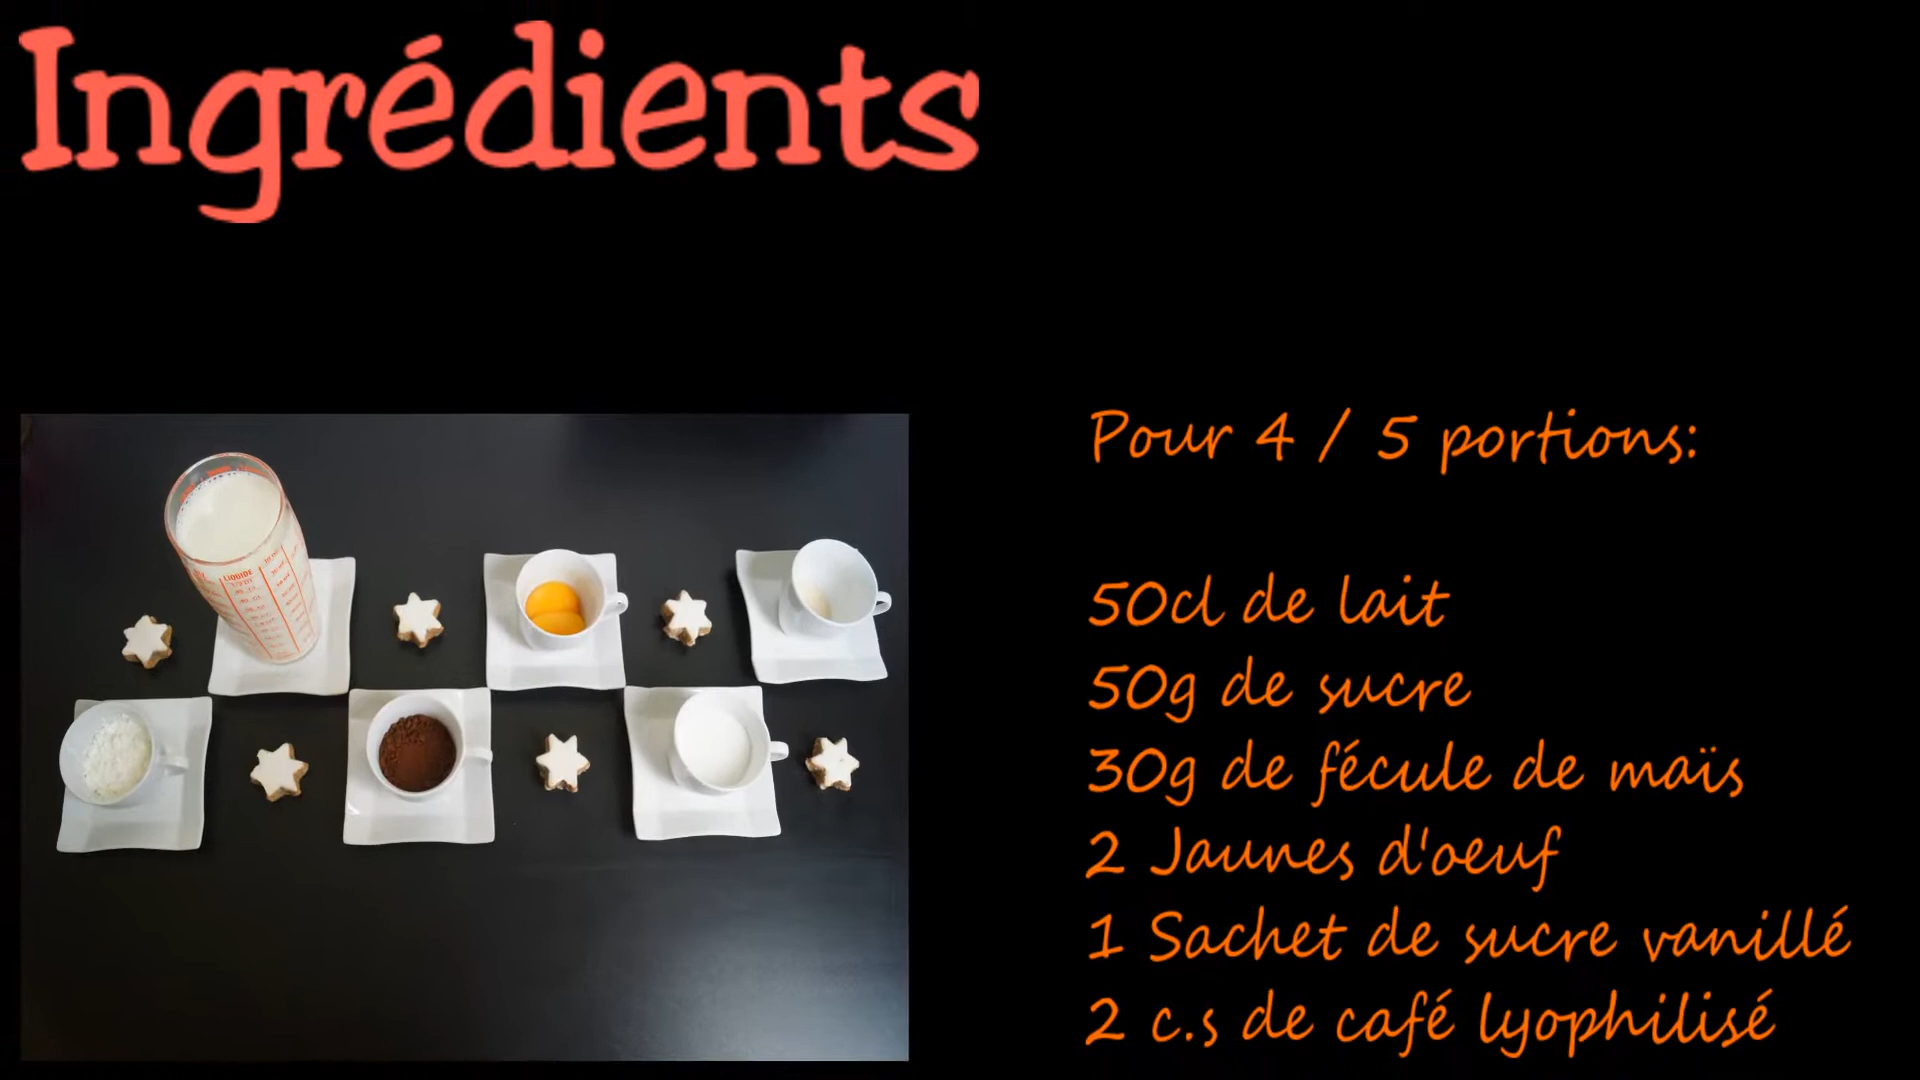 Ingrédients
Pour 4 / 5 portions:
50cl de lait
50g de sucre
30g de fécule de maïs
2 Jaunes d'oeuf
1 Sachet de sucre vanillé
2 c.s de café lyophilisé
LIQUIDE